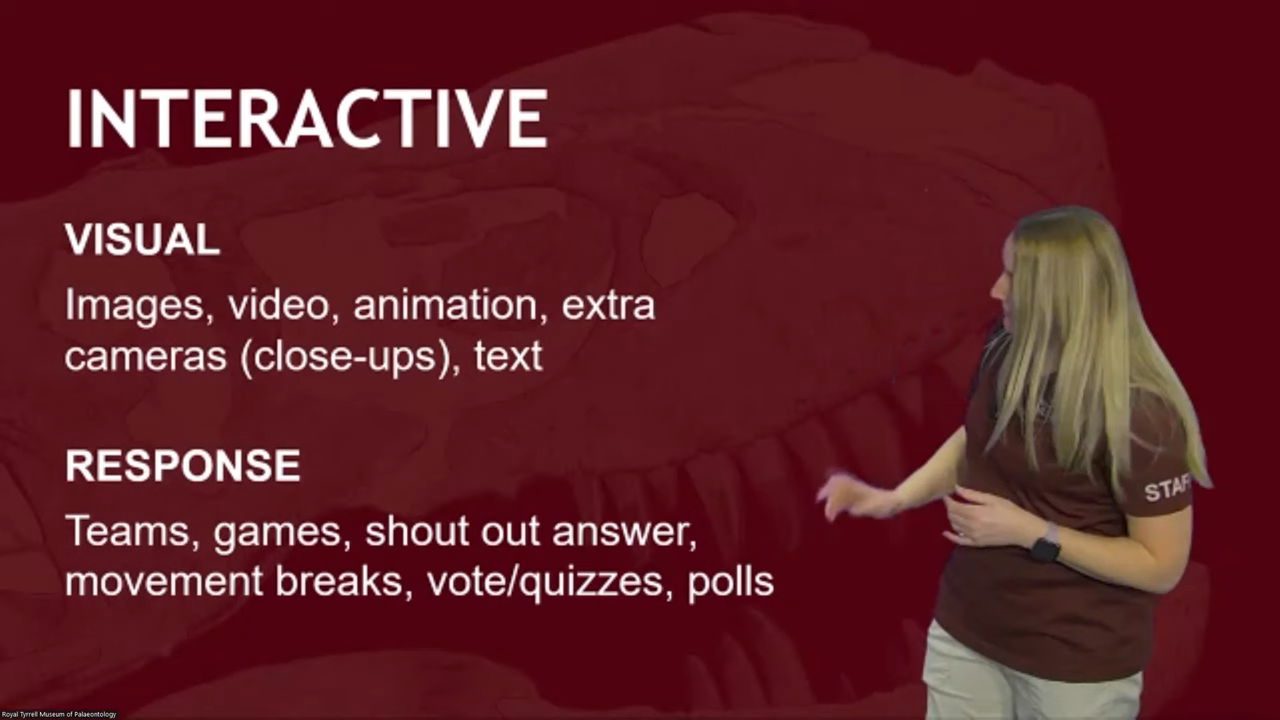 INTERACTIVE
VISUAL
Images, video, animation, extra
cameras (close-ups), text
RESPONSE
Teams, games, shout out answer,
movement breaks, vote/quizzes, polls
STAF
Royal Tyrrell Museum of Palaeontology